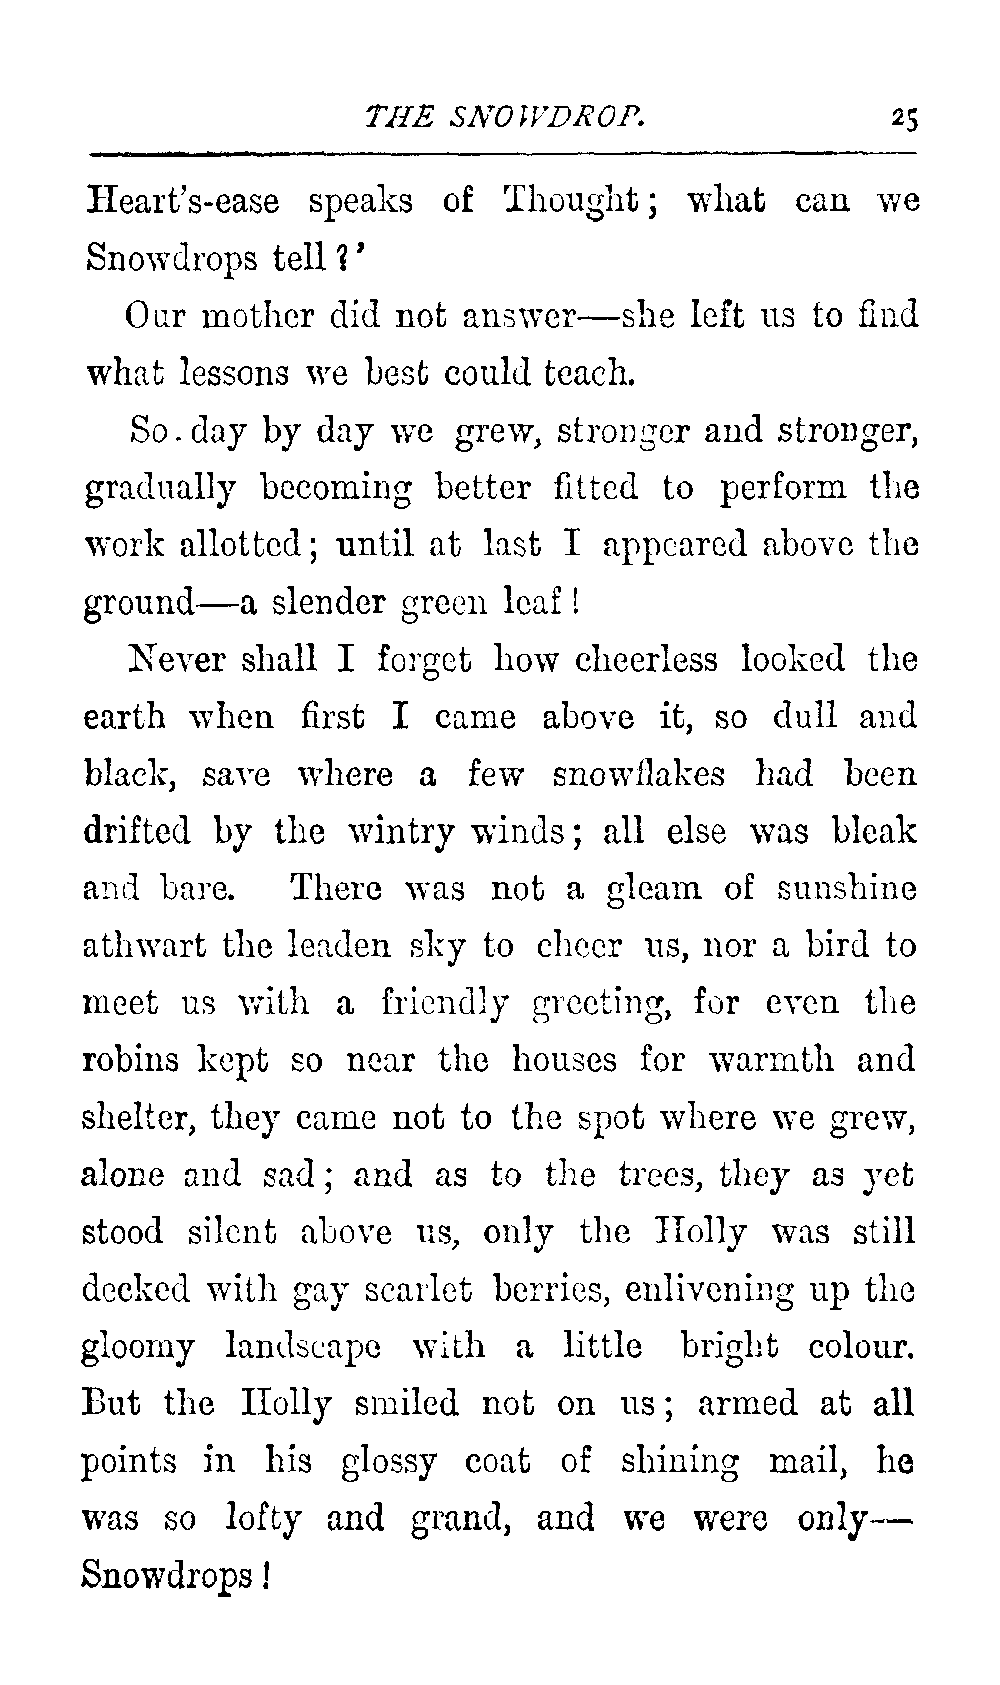 THE SNOWDROP. 25
Heart's-ease speaks of Thought; what can we
Snowdrops tell?'
Our mother did not answer—she left us to find
what lessons we best could teach.
So day by day we grew, stronger and stronger,
gradually becoming better fitted to perform the
work allotted; until at last I appeared above the
ground—a slender green leaf!
Never shall I forget how cheerless looked the
earth when first I came above it, so dull and
black, save where a few snowflakes had been
drifted by the wintry winds; all else was bleak
and bare. There was not a gleam of sunshine
athwart the leaden sky to cheer us, nor a bird to
meet us with a friendly greeting, for even the
robins kept so near the houses for warmth and
shelter, they came not to the spot where we grew,
alone and sad; and as to the trees, they as yet
stood silent above us, only the Holly was still
decked with gay scarlet berries, enlivening up the
gloomy landscape with a little bright colour.
But the Holly smiled not on us; armed at all
points in his glossy coat of shining mail, he
was so lofty and grand, and we were only—
Snowdrops!